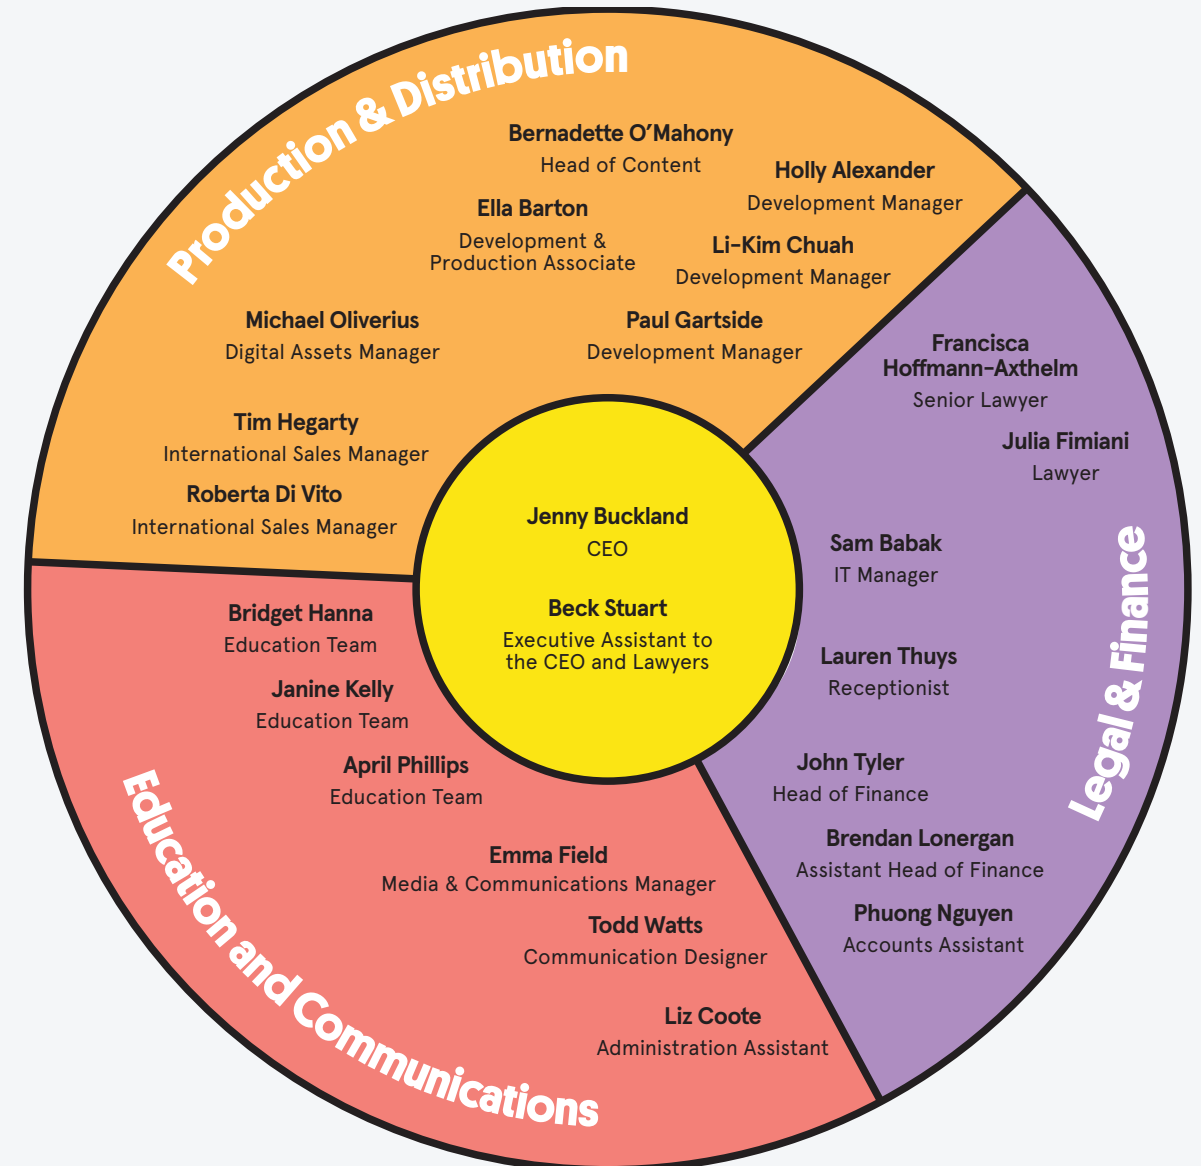 Production & Distribution
Bernadette O’Mahony
Head of Content
Holly Alexander
Development Manager
Ella Barton
Development &
Production Associate
Li-Kim Chuah
Development Manager
Michael Oliverius
Digital Assets Manager
Paul Gartside
Development Manager
Tim Hegarty
International Sales Manager
Roberta Di Vito
International Sales Manager
Jenny Buckland
CEO
Beck Stuart
Executive Assistant to
the CEO and Lawyers
Legal & Finance
Francisca
Hoffmann-Axthelm
Senior Lawyer
Julia Fimiani
Lawyer
Sam Babak
IT Manager
Lauren Thuys
Receptionist
John Tyler
Head of Finance
Brendan Lonergan
Assistant Head of Finance
Phuong Nguyen
Accounts Assistant
Education and Communications
Bridget Hanna
Education Team
Janine Kelly
Education Team
April Phillips
Education Team
Emma Field
Media & Communications Manager
Todd Watts
Communication Designer
Liz Coote
Administration Assistant